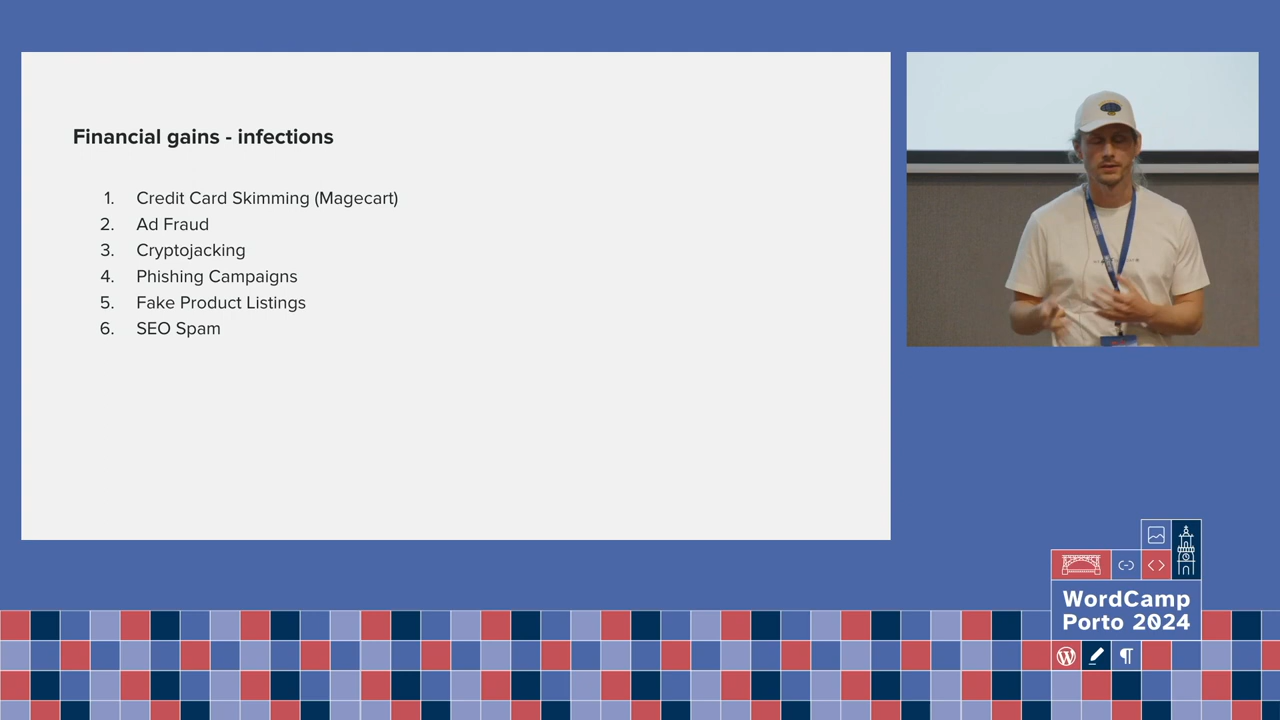 Financial gains - infections
1. Credit Card Skimming (Magecart)
2. Ad Fraud
3. Cryptojacking
4. Phishing Campaigns
5. Fake Product Listings
6. SEO Spam
WordCamp
Porto 2024